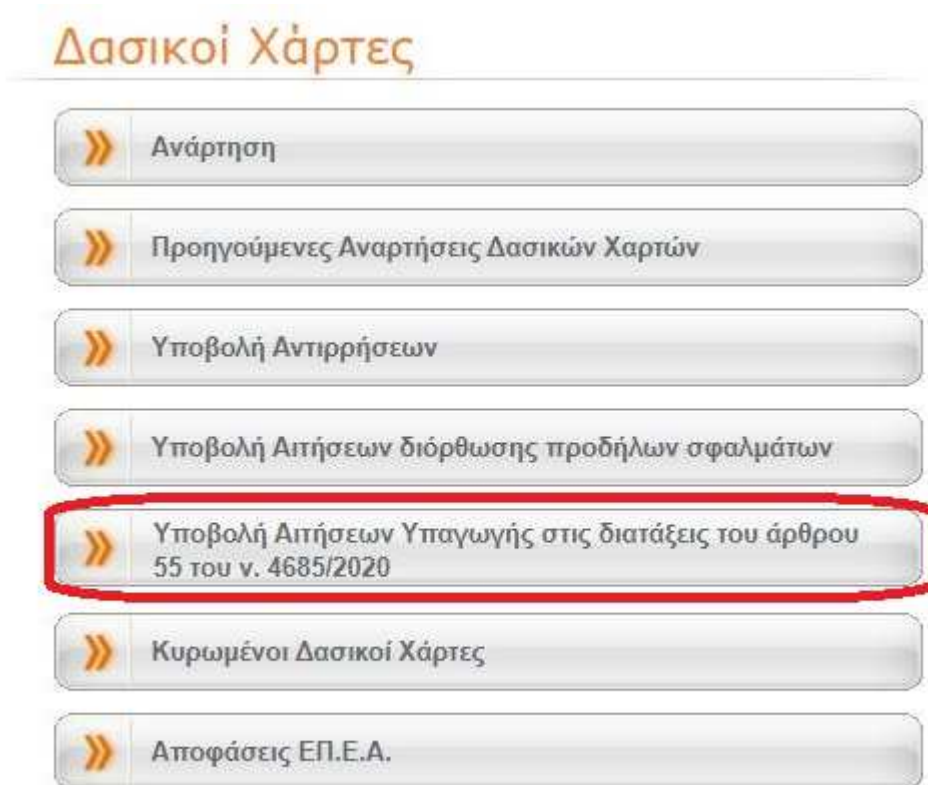 Δασικοί Χάρτες
Ανάρτηση
Προηγούμενες Αναρτήσεις Δασικών Χαρτών
Υποβολή Αντιρρήσεων
Υποβολή Αιτήσεων διόρθωσης προδήλων σφαλμάτων
Υποβολή Αιτήσεων Υπαγωγής στις διατάξεις του άρθρου
55 του ν. 4685/2020
Κυρωμένοι Δασικοί Χάρτες
Αποφάσεις ΕΠ.Ε.Α.